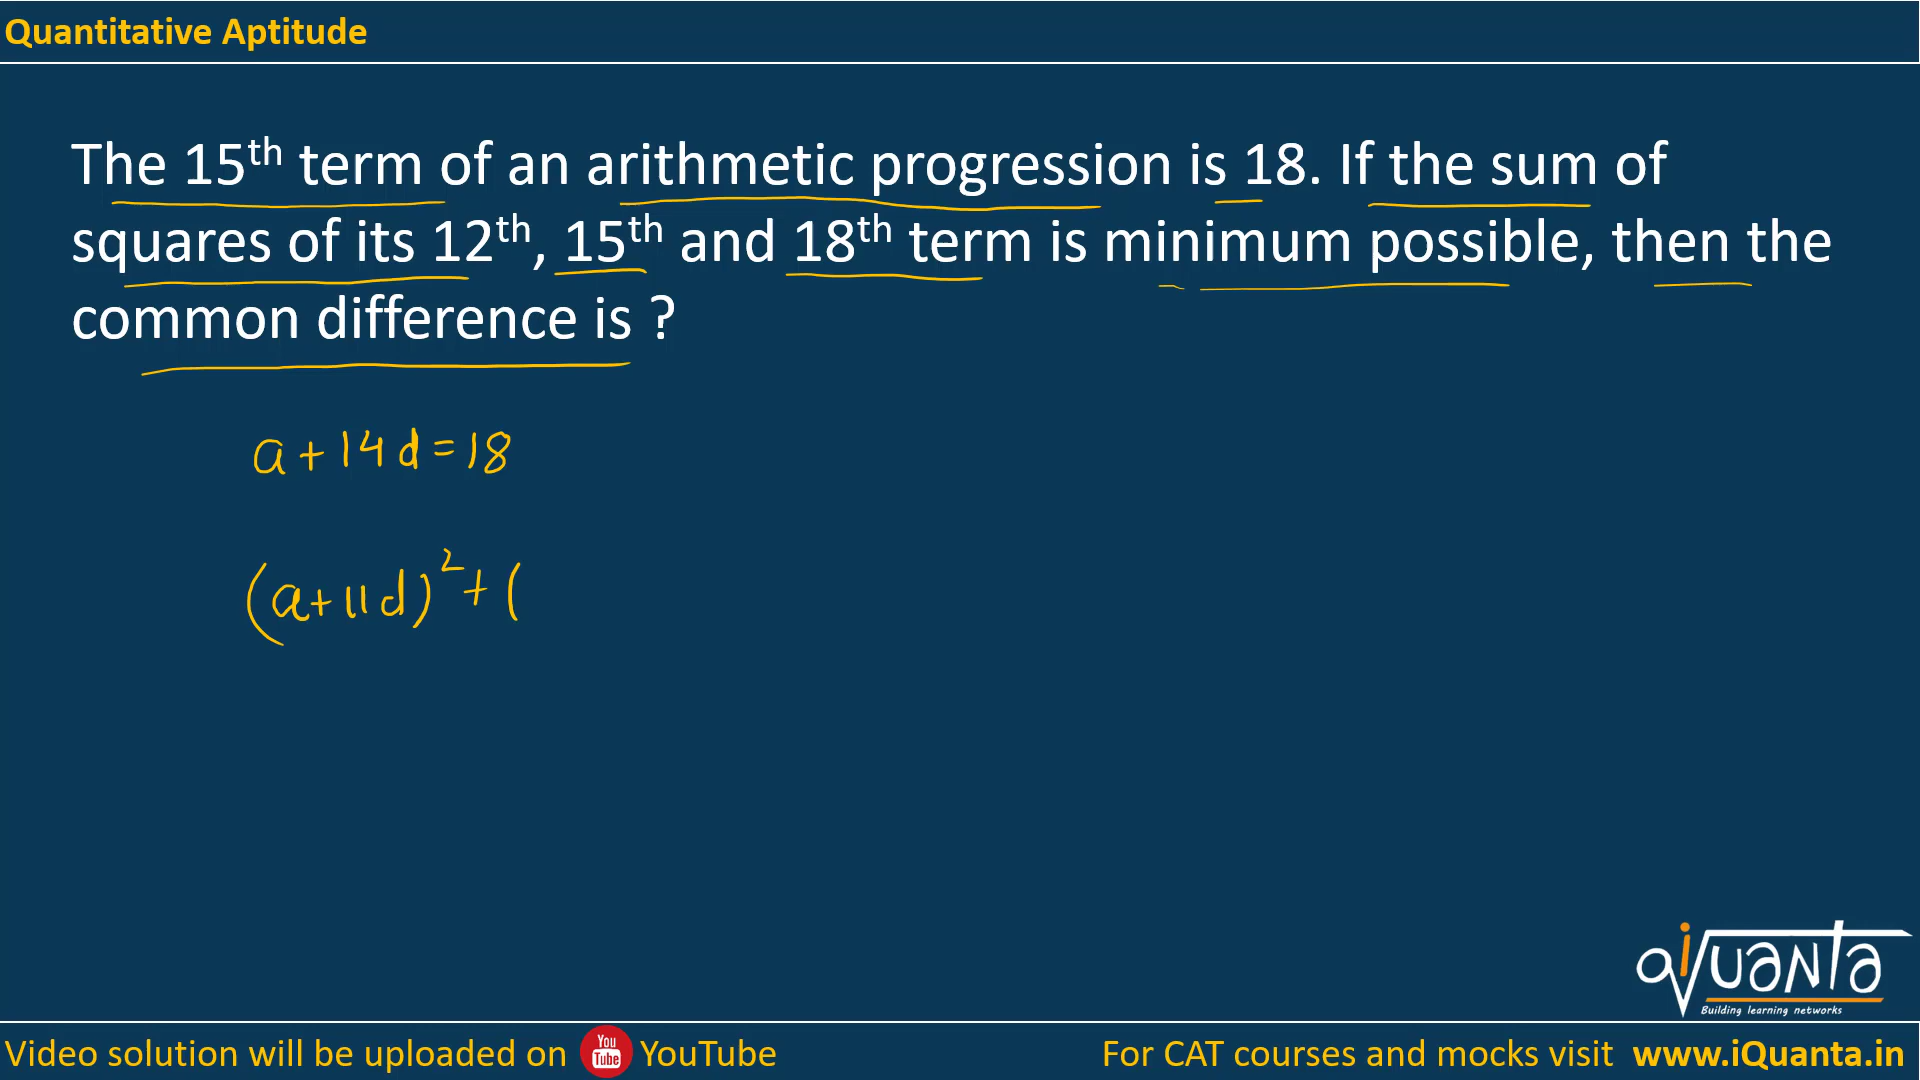 Quantitative Aptitude
The 15th term of an arithmetic progression is 18. If the sum of
squares of its 12th, 15th and 18th term is minimum possible, then the
common difference is ?
a+14d=18
(a+11d)²+(
iQuanta
Building learning networks
Video solution will be uploaded on You Tube YouTube
For CAT courses and mocks visit www.iQuanta.in